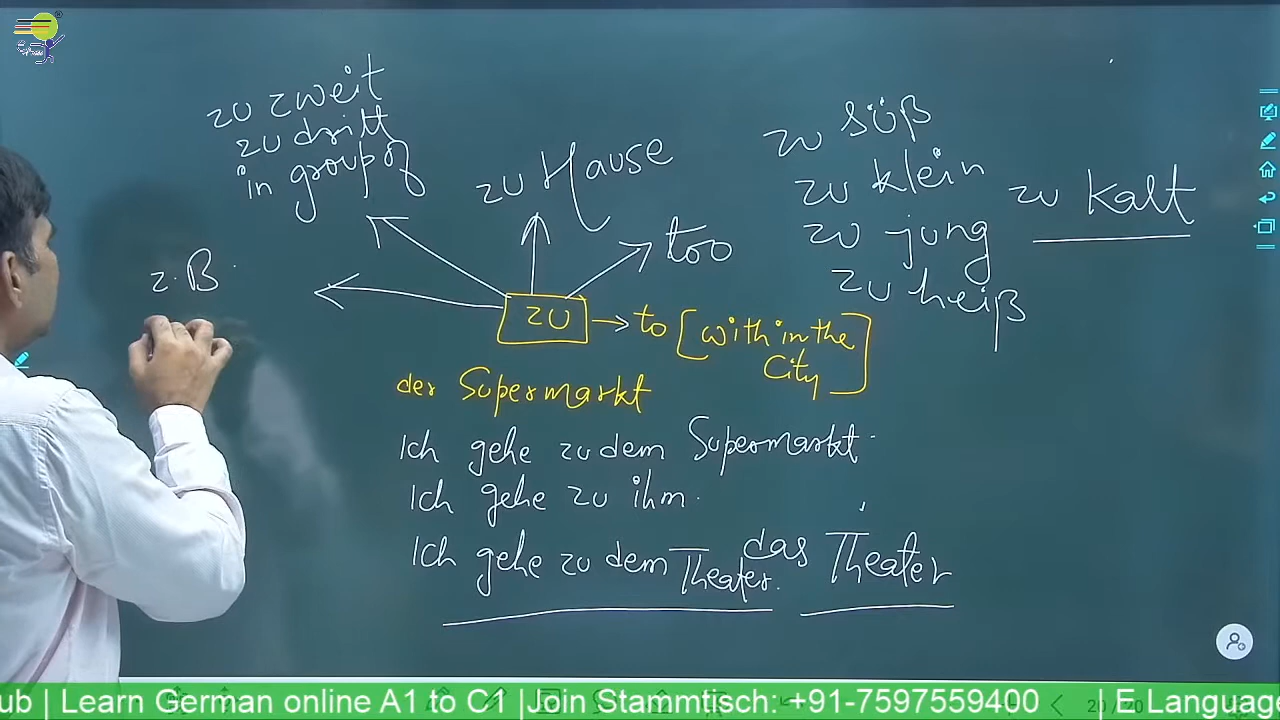 zu zweit
zu dritt
in group of
zu Hause
too
zu süß
zu klein
zu jung
zu heiß
zu kalt
z.B.
zu
to [within the
City]
der Supermarkt
Ich gehe zu dem Supermarkt.
Ich gehe zu ihm.
Ich gehe zu dem Theater.
das Theater
ub | Learn German online A1 to C1 |Join Stammtisch: +91-7597559400 | E Language